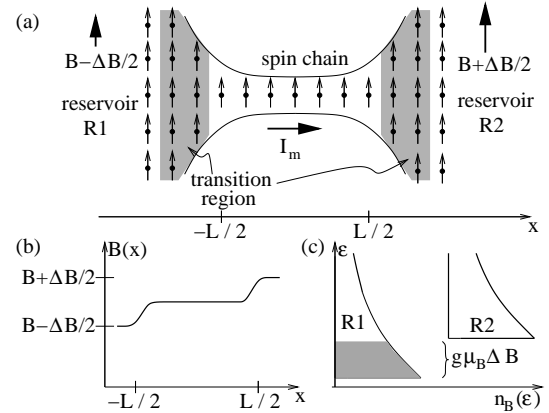 (a)
B−ΔB/2
reservoir
R1
spin chain
I_m
transition
region
B+ΔB/2
reservoir
R2
−L / 2
L / 2
x
(b)
B(x)
B+ΔB/2
B−ΔB/2
−L / 2
L / 2
x
(c)
ε
R1
R2
gμ_BΔ B
n_B(ε)